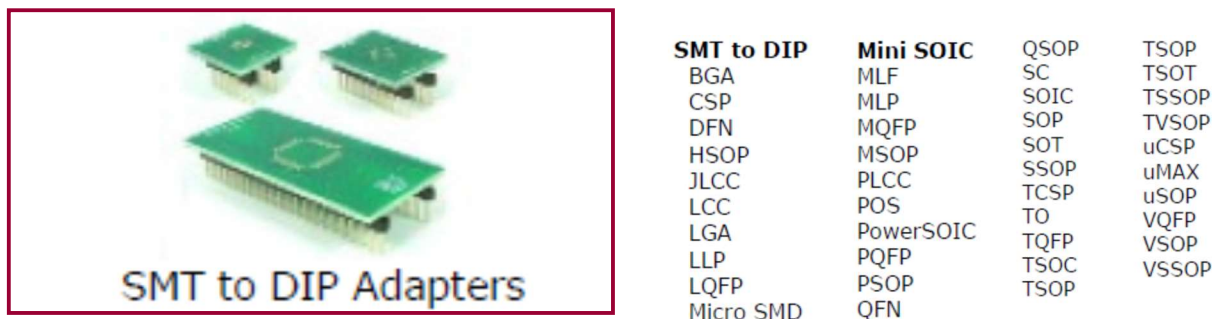 SMT to DIP Adapters
SMT to DIP
BGA
CSP
DFN
HSOP
JLCC
LCC
LGA
LLP
LQFP
Micro SMD
Mini SOIC
MLF
MLP
MQFP
MSOP
PLCC
POS
PowerSOIC
PQFP
PSOP
QFN
QSOP
SC
SOIC
SOP
SOT
SSOP
TCSP
TO
TQFP
TSOC
TSOP
TSOP
TSOT
TSSOP
TVSOP
uCSP
uMAX
uSOP
VQFP
VSOP
VSSOP